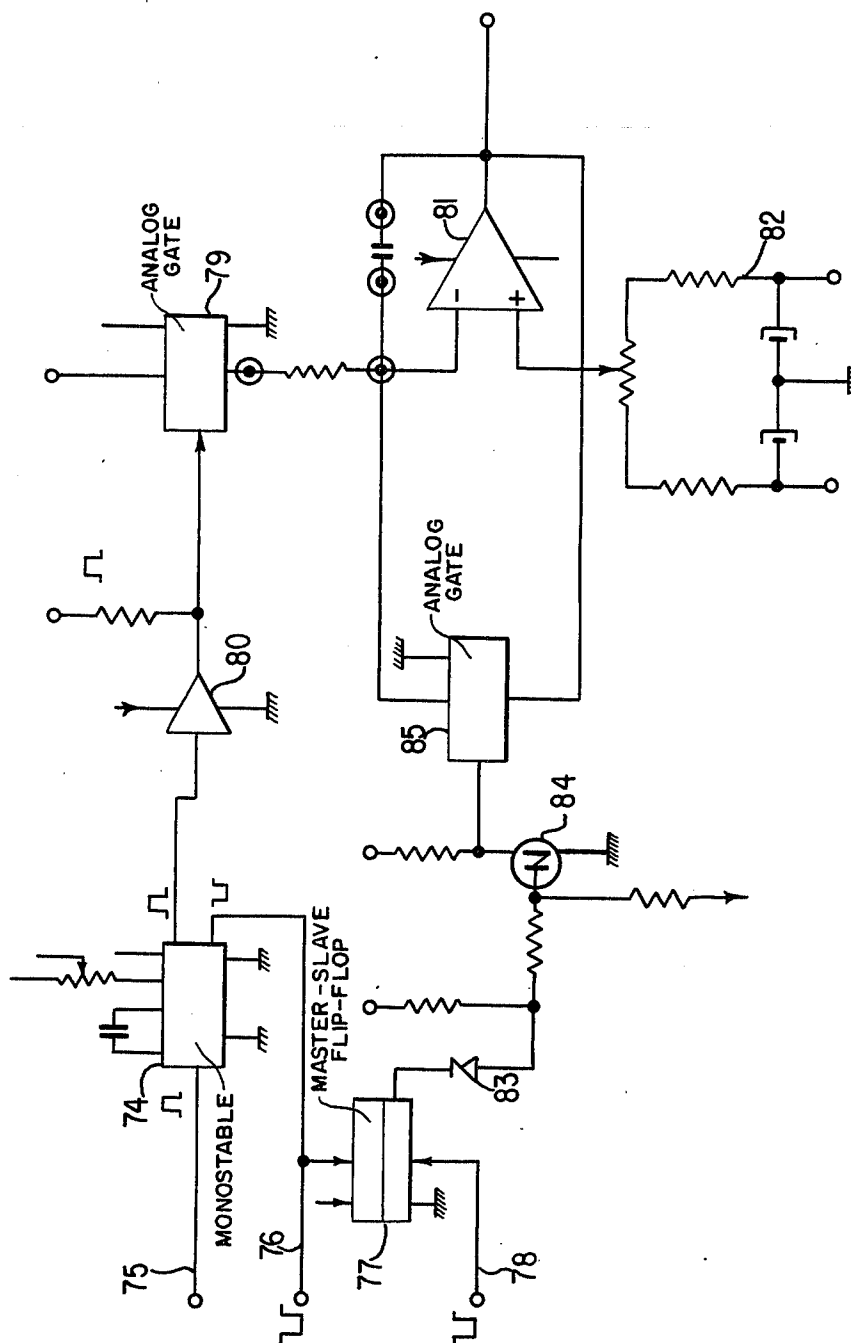 ANALOG
GATE
79
81
82
80
ANALOG
GATE
85
84
74
MONOSTABLE
MASTER-SLAVE
FLIP-FLOP
83
75
76
77
78
N
-
+